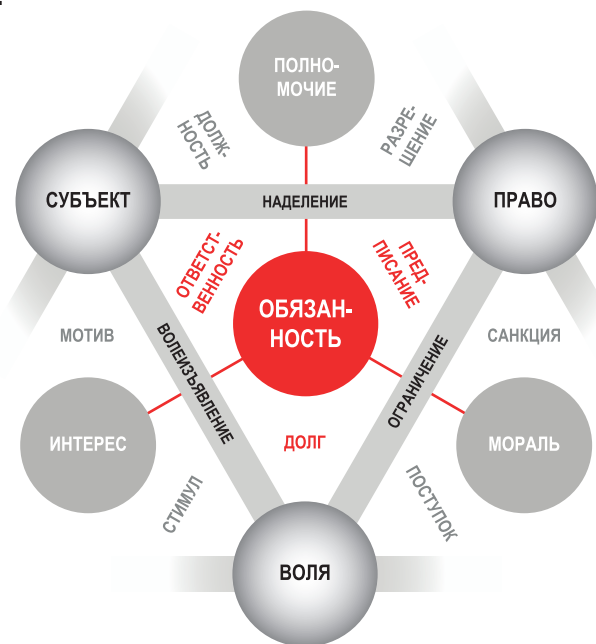 ПОЛНО-
МОЧИЕ
ДОЛЖ-
НОСТЬ
РАЗРЕ-
ШЕНИЕ
СУБЪЕКТ
НАДЕЛЕНИЕ
ПРАВО
ОТВЕТСТ-
ВЕННОСТЬ
ПРЕД-
ПИСАНИЕ
ОБЯЗАН-
НОСТЬ
МОТИВ
ВОЛЕИЗЪЯВЛЕНИЕ
ОГРАНИЧЕНИЕ
САНКЦИЯ
ИНТЕРЕС
ДОЛГ
МОРАЛЬ
СТИМУЛ
ПОСТУПОК
ВОЛЯ